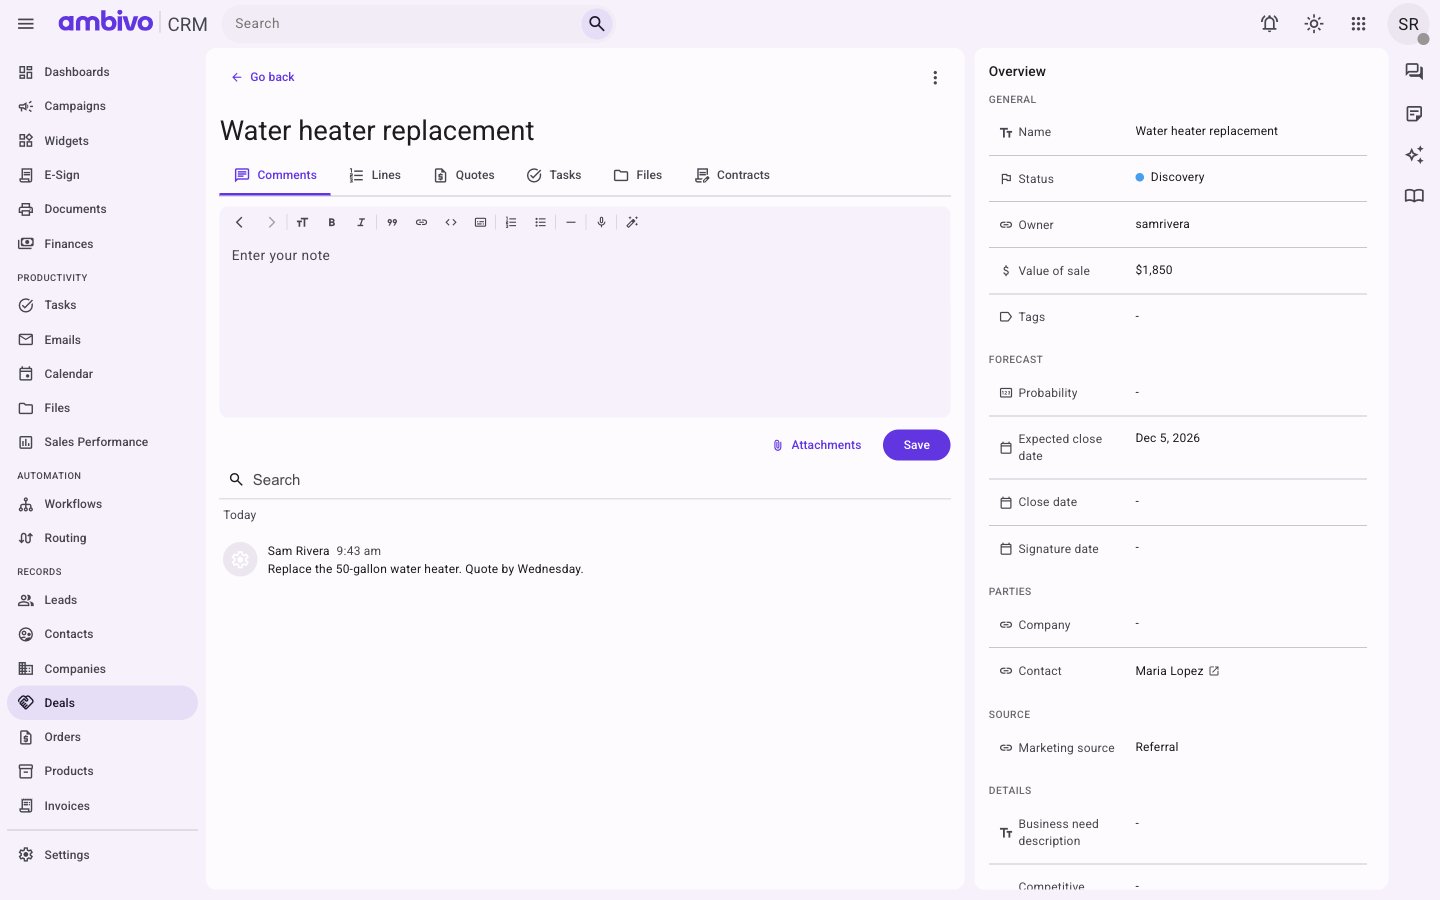 ambivo CRM
Search
SR
Dashboards
Campaigns
Widgets
E-Sign
Documents
Finances
PRODUCTIVITY
Tasks
Emails
Calendar
Files
Sales Performance
AUTOMATION
Workflows
Routing
RECORDS
Leads
Contacts
Companies
Deals
Orders
Products
Invoices
Settings
Go back
Water heater replacement
Comments Lines Quotes Tasks Files Contracts
Enter your note
Attachments Save
Search
Today
Sam Rivera 9:43 am
Replace the 50-gallon water heater. Quote by Wednesday.
Overview
GENERAL
Name Water heater replacement
Status Discovery
Owner samrivera
Value of sale $1,850
Tags -
FORECAST
Probability -
Expected close Dec 5, 2026
date
Close date -
Signature date -
PARTIES
Company -
Contact Maria Lopez
SOURCE
Marketing source Referral
DETAILS
Business need -
description
Competitive -